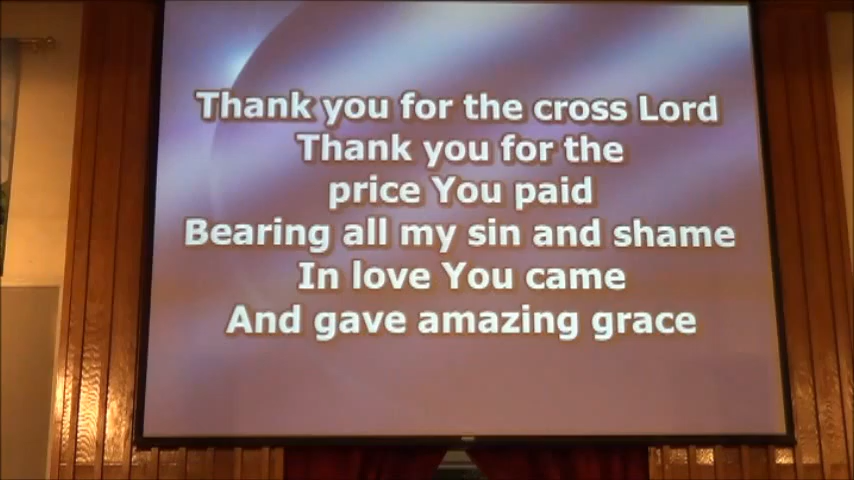 Thank you for the cross Lord
Thank you for the
price You paid
Bearing all my sin and shame
In love You came
And gave amazing grace